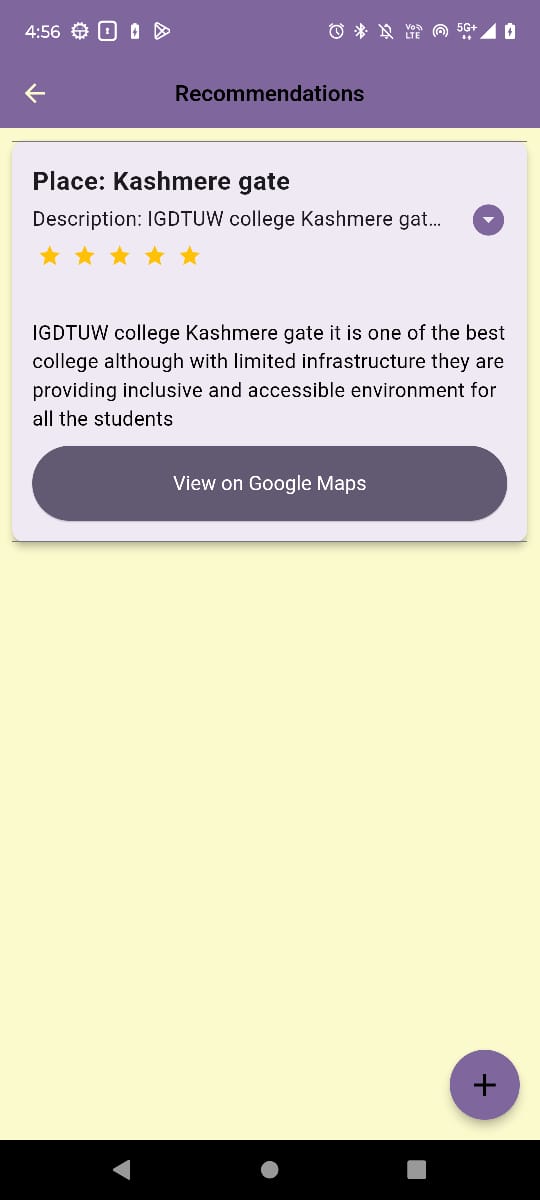 4:56
Vo)) LTE 5G+
Recommendations
Place: Kashmere gate
Description: IGDTUW college Kashmere gat...
IGDTUW college Kashmere gate it is one of the best
college although with limited infrastructure they are
providing inclusive and accessible environment for
all the students
View on Google Maps